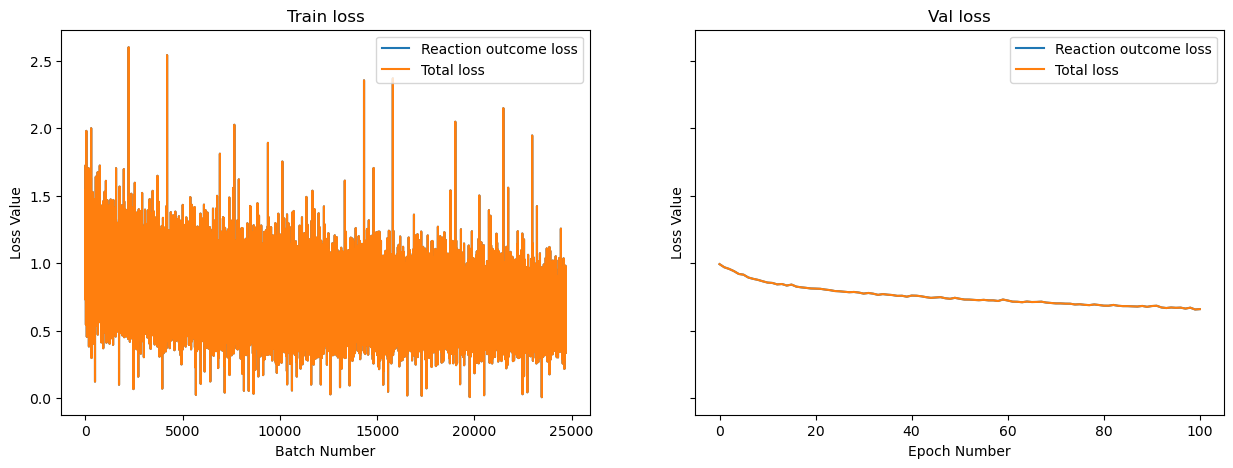 Train loss
Reaction outcome loss
Total loss
Loss Value
2.5
2.0
1.5
1.0
0.5
0.0
0
5000
10000
15000
20000
25000
Batch Number
Val loss
Reaction outcome loss
Total loss
Loss Value
0
20
40
60
80
100
Epoch Number